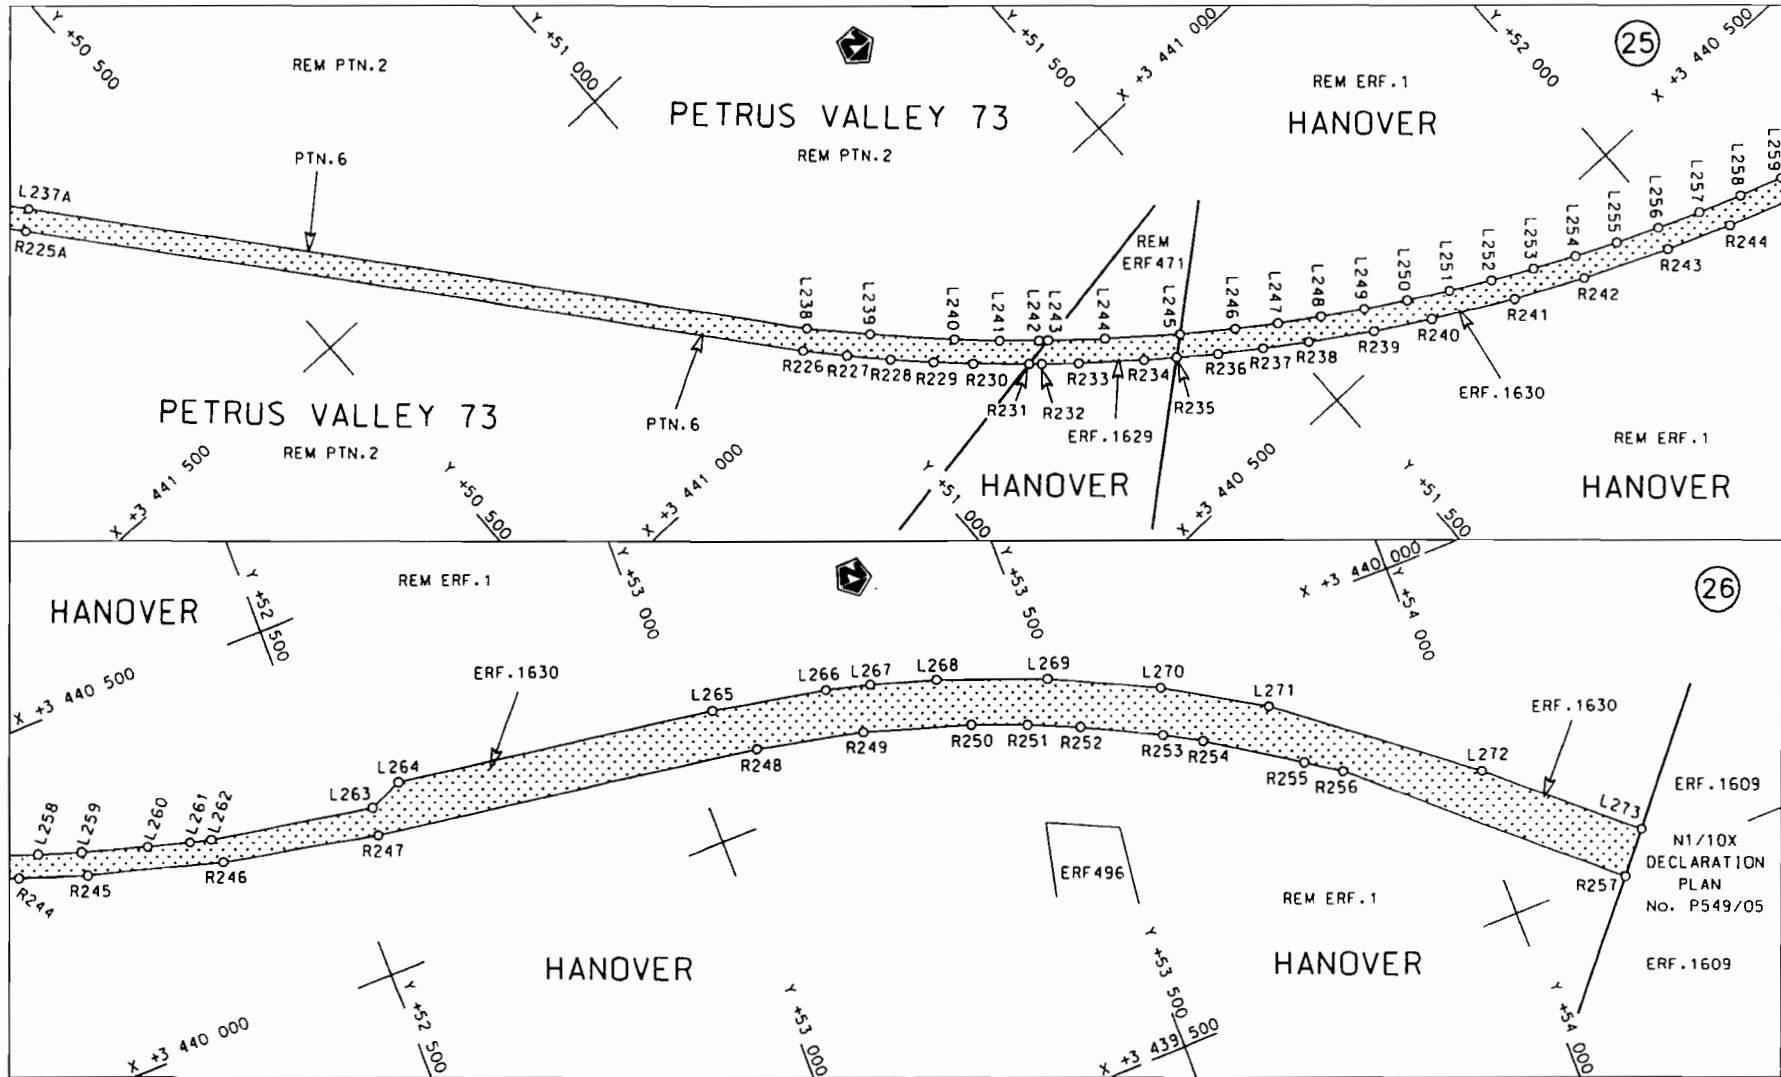 Y +50 500
REM PTN.2
Y +51 000
N
PETRUS VALLEY 73
REM PTN.2
Y +51 500
X +3 441 000
REM ERF.1
HANOVER
Y +52 000
25
X +3 440 500
PTN.6
L237A
R225A
L238
L239
L240
L241
L242
L243
L244
L245
L246
L247
L248
L249
L250
L251
L252
L253
L254
L255
L256
L257
L258
L259
REM
ERF471
R226
R227
R228
R229
R230
R231
R232
R233
R234
R235
R236
R237
R238
R239
R240
R241
R242
R243
R244
ERF.1629
ERF.1630
PETRUS VALLEY 73
REM PTN.2
PTN.6
X +3 441 500
Y +50 500
X +3 441 000
Y +51 000
HANOVER
X +3 440 500
Y +51 500
REM ERF.1
HANOVER
HANOVER
Y +52 500
REM ERF.1
Y +53 000
N
Y +53 500
X +3 440 000
Y +54 000
26
X +3 440 500
ERF.1630
L258
L259
L260
L261
L262
L263
L264
L265
L266
L267
L268
L269
L270
L271
L272
L273
ERF.1630
R244
R245
R246
R247
R248
R249
R250
R251
R252
R253
R254
R255
R256
R257
ERF.1609
N1/10X
DECLARATION
PLAN
No. P549/05
ERF.1609
ERF496
REM ERF.1
HANOVER
HANOVER
X +3 440 000
Y +52 500
Y +53 000
Y +53 500
X +3 439 500
Y +54 000